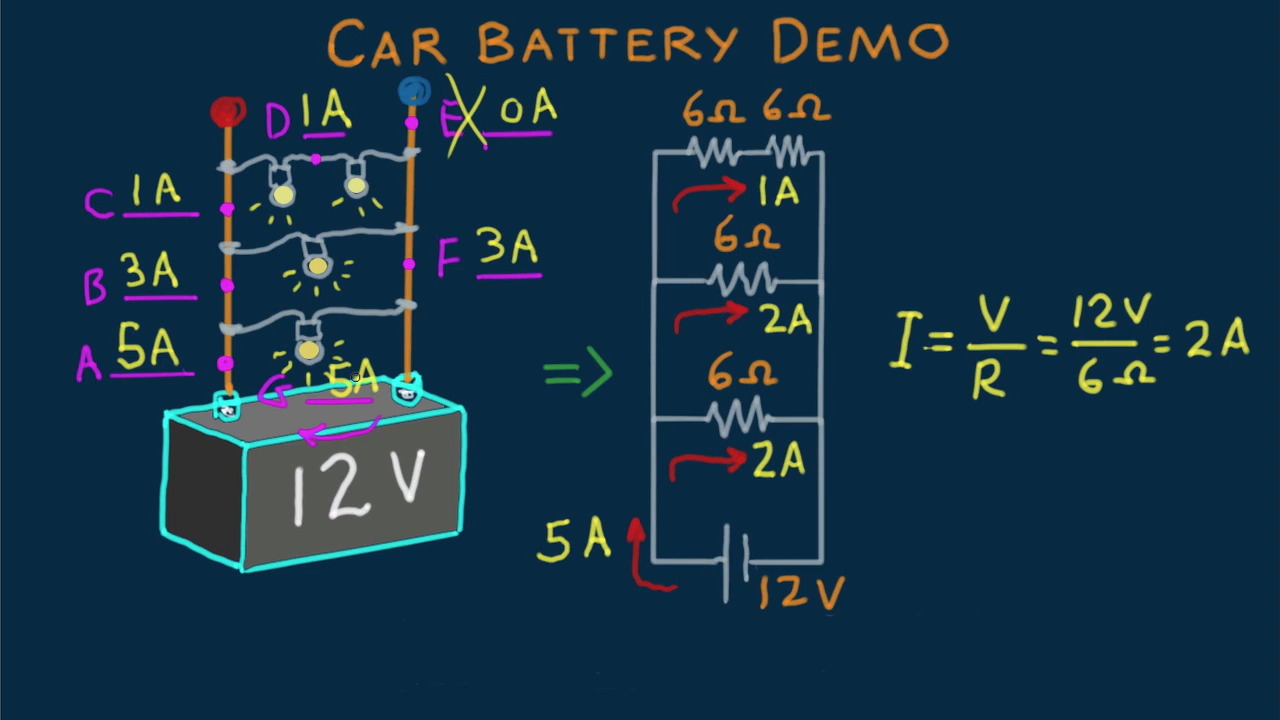 CAR BATTERY DEMO
D 1A
E 0A
C 1A
B 3A
F 3A
A 5A
G 5A
12V
=>
6Ω 6Ω
1A
6Ω
2A
6Ω
2A
5A
12V
I = V/R = 12V/6Ω = 2A